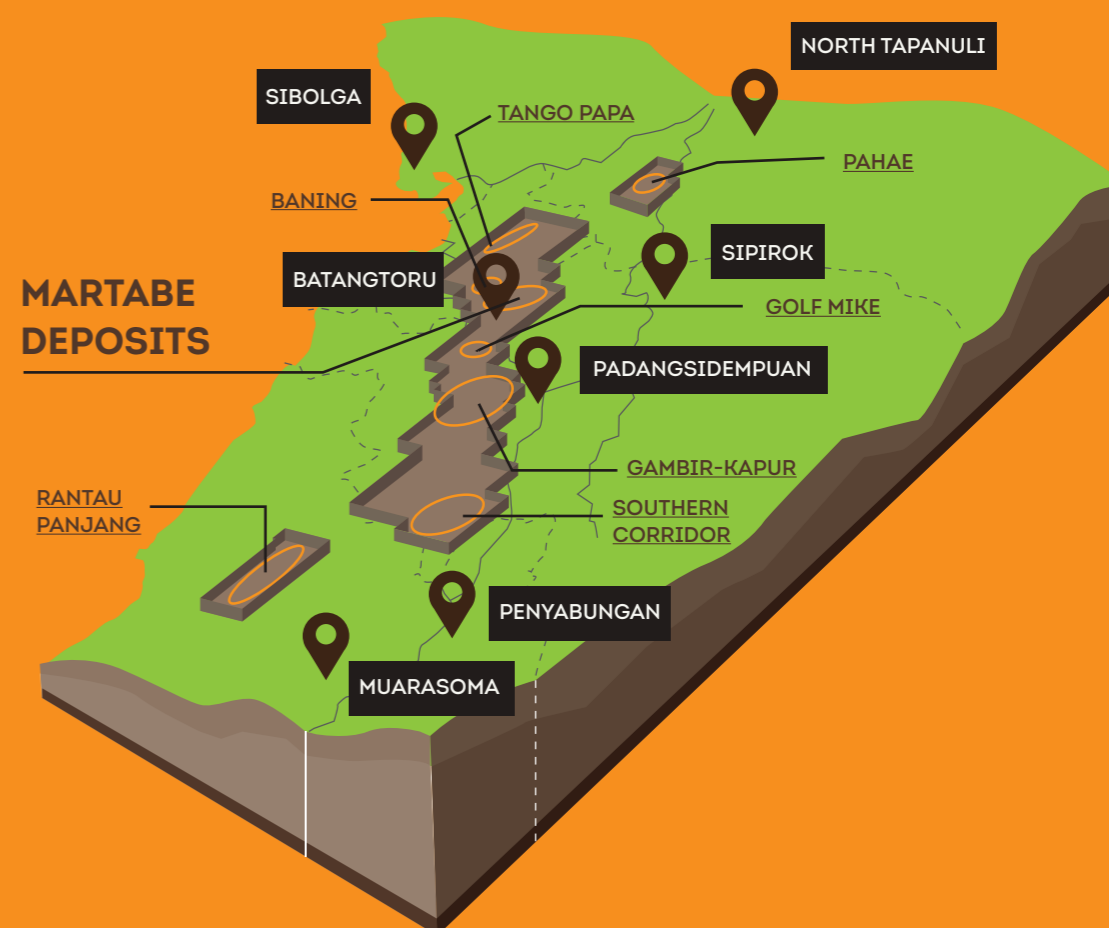 NORTH TAPANULI
SIBOLGA
TANGO PAPA
PAHAE
BANING
SIPIROK
BATANGTORU
MARTABE
DEPOSITS
GOLF MIKE
PADANGSIDEMPUAN
GAMBIR-KAPUR
RANTAU
PANJANG
SOUTHERN
CORRIDOR
PENYABUNGAN
MUARASOMA